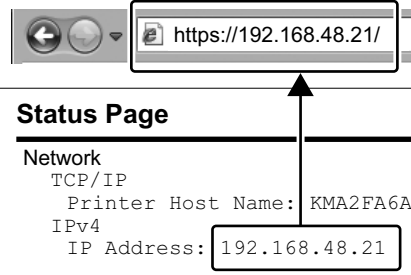 https://192.168.48.21/
Status Page
Network
TCP/IP
Printer Host Name: KMA2FA6A
IPv4
IP Address: 192.168.48.21